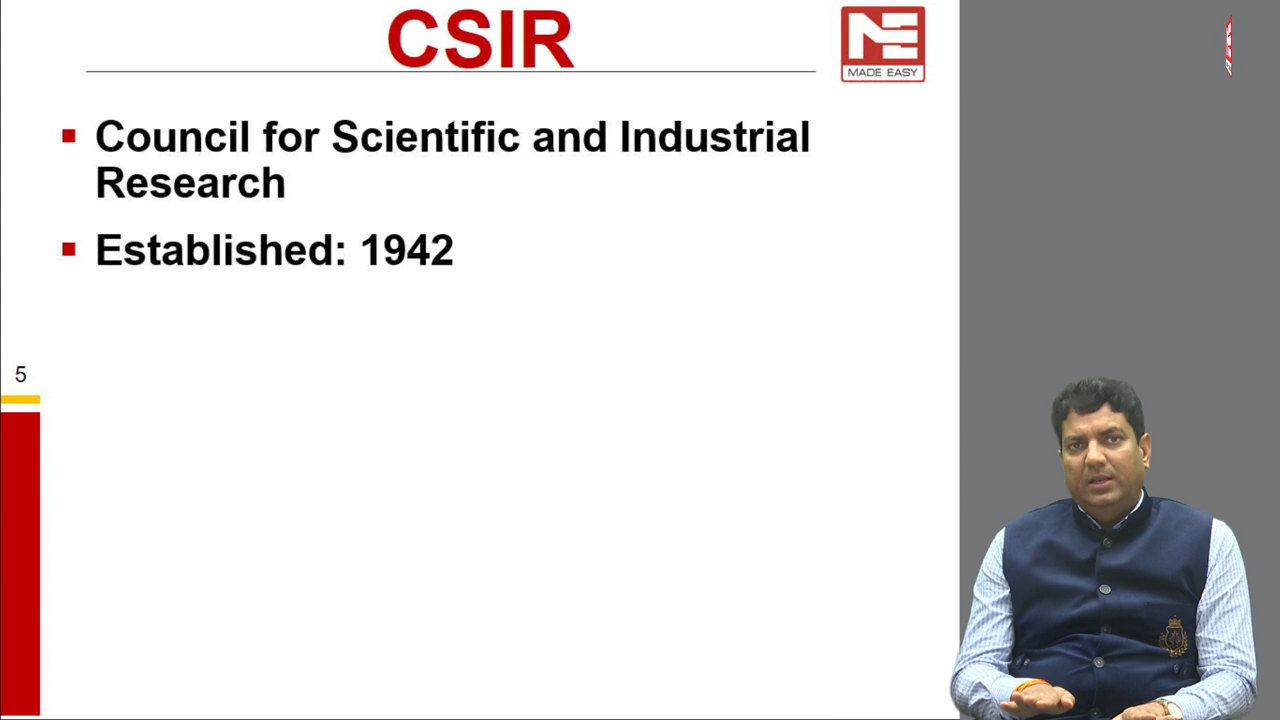 CSIR
MADE EASY
Council for Scientific and Industrial
Research
Established: 1942
5